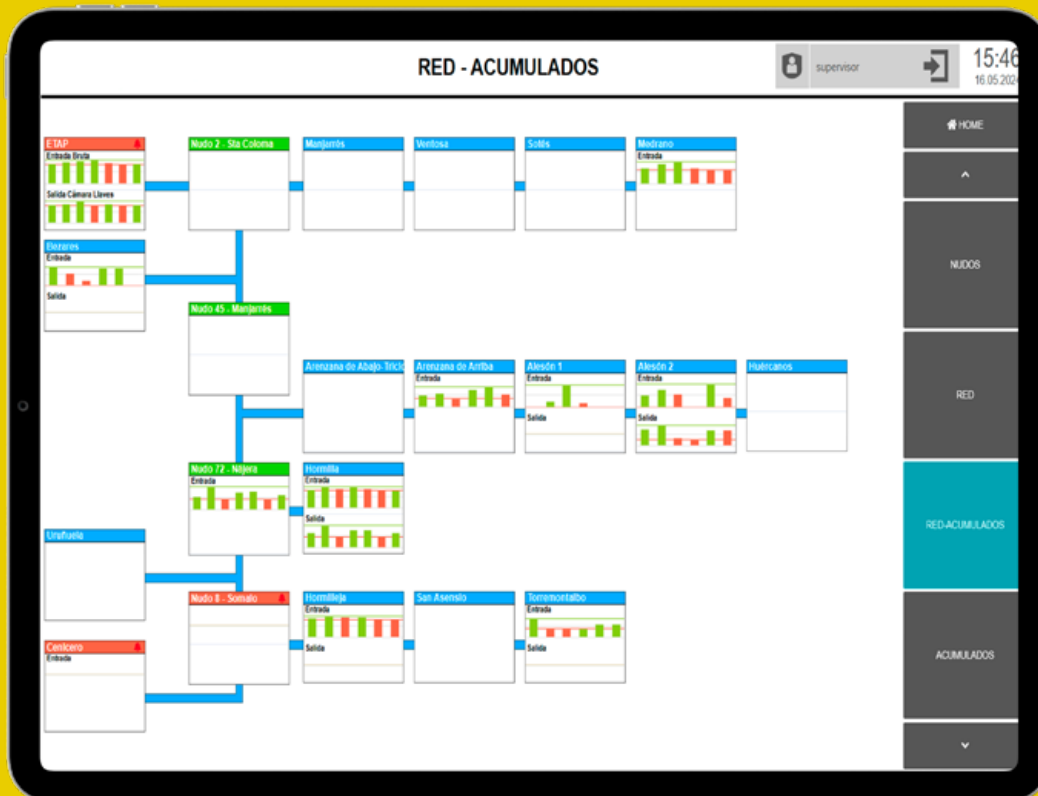 RED - ACUMULADOS
supervisor
15:46
16.05.202
HOME
NUDOS
RED
RED-ACUMULADOS
ACUMULADOS
ETAP
Entrada Bruta
Salida Cámara Llaves
Nudo 2 - Sta Coloma
Manjarrés
Ventosa
Sotés
Medrano
Entrada
Bezares
Entrada
Salida
Nudo 45 - Manjarrés
Arenzana de Abajo-Tricio
Arenzana de Arriba
Entrada
Alesón 1
Entrada
Salida
Alesón 2
Entrada
Salida
Huércanos
Nudo 72 - Nájera
Entrada
Hormilla
Entrada
Salida
Uruñuela
Nudo 8 - Somalo
Hormilleja
Entrada
Salida
San Asensio
Torremontalbo
Entrada
Salida
Cenicero
Entrada